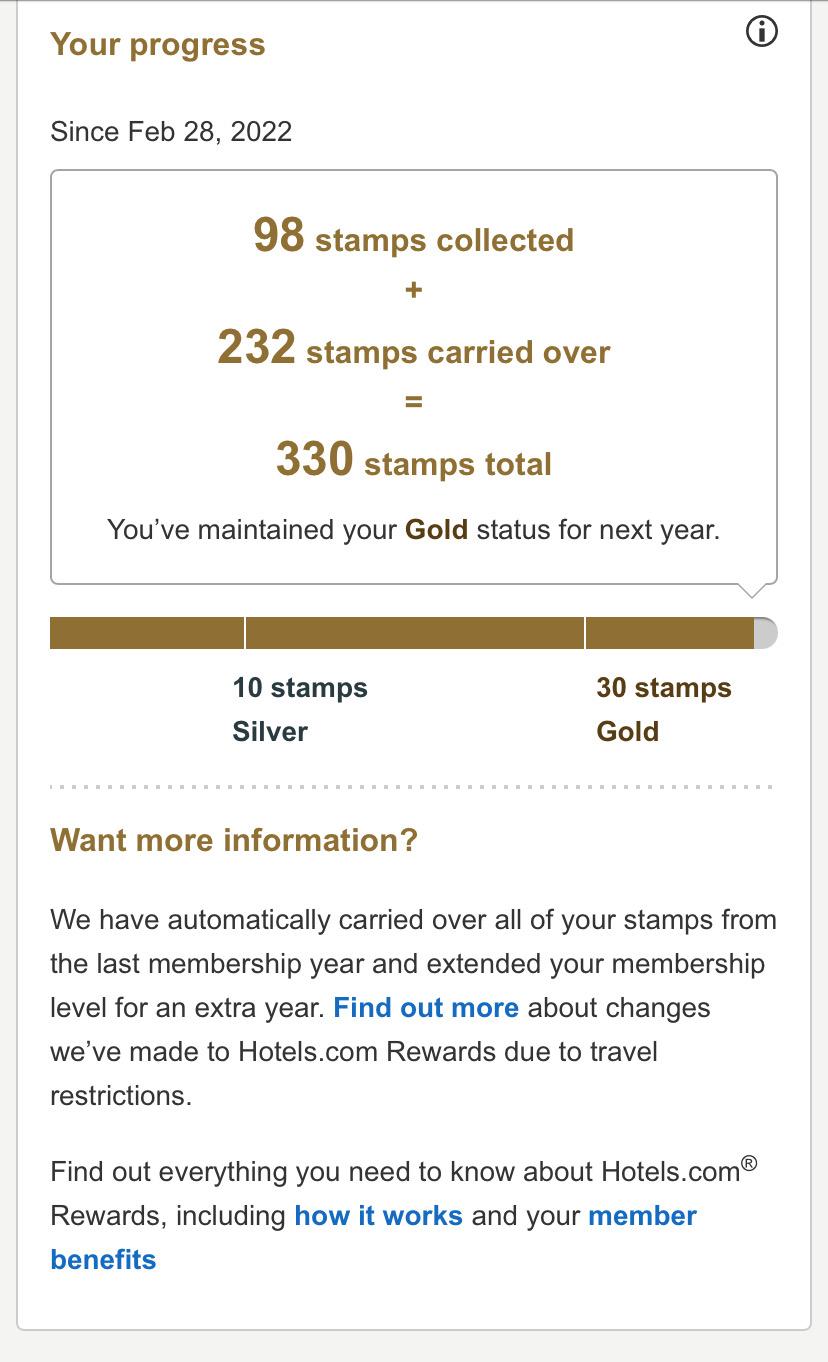 Your progress
Since Feb 28, 2022
98 stamps collected
+
232 stamps carried over
=
330 stamps total
You’ve maintained your Gold status for next year.
10 stamps
Silver
30 stamps
Gold
Want more information?
We have automatically carried over all of your stamps from
the last membership year and extended your membership
level for an extra year. Find out more about changes
we’ve made to Hotels.com Rewards due to travel
restrictions.
Find out everything you need to know about Hotels.com®
Rewards, including how it works and your member
benefits